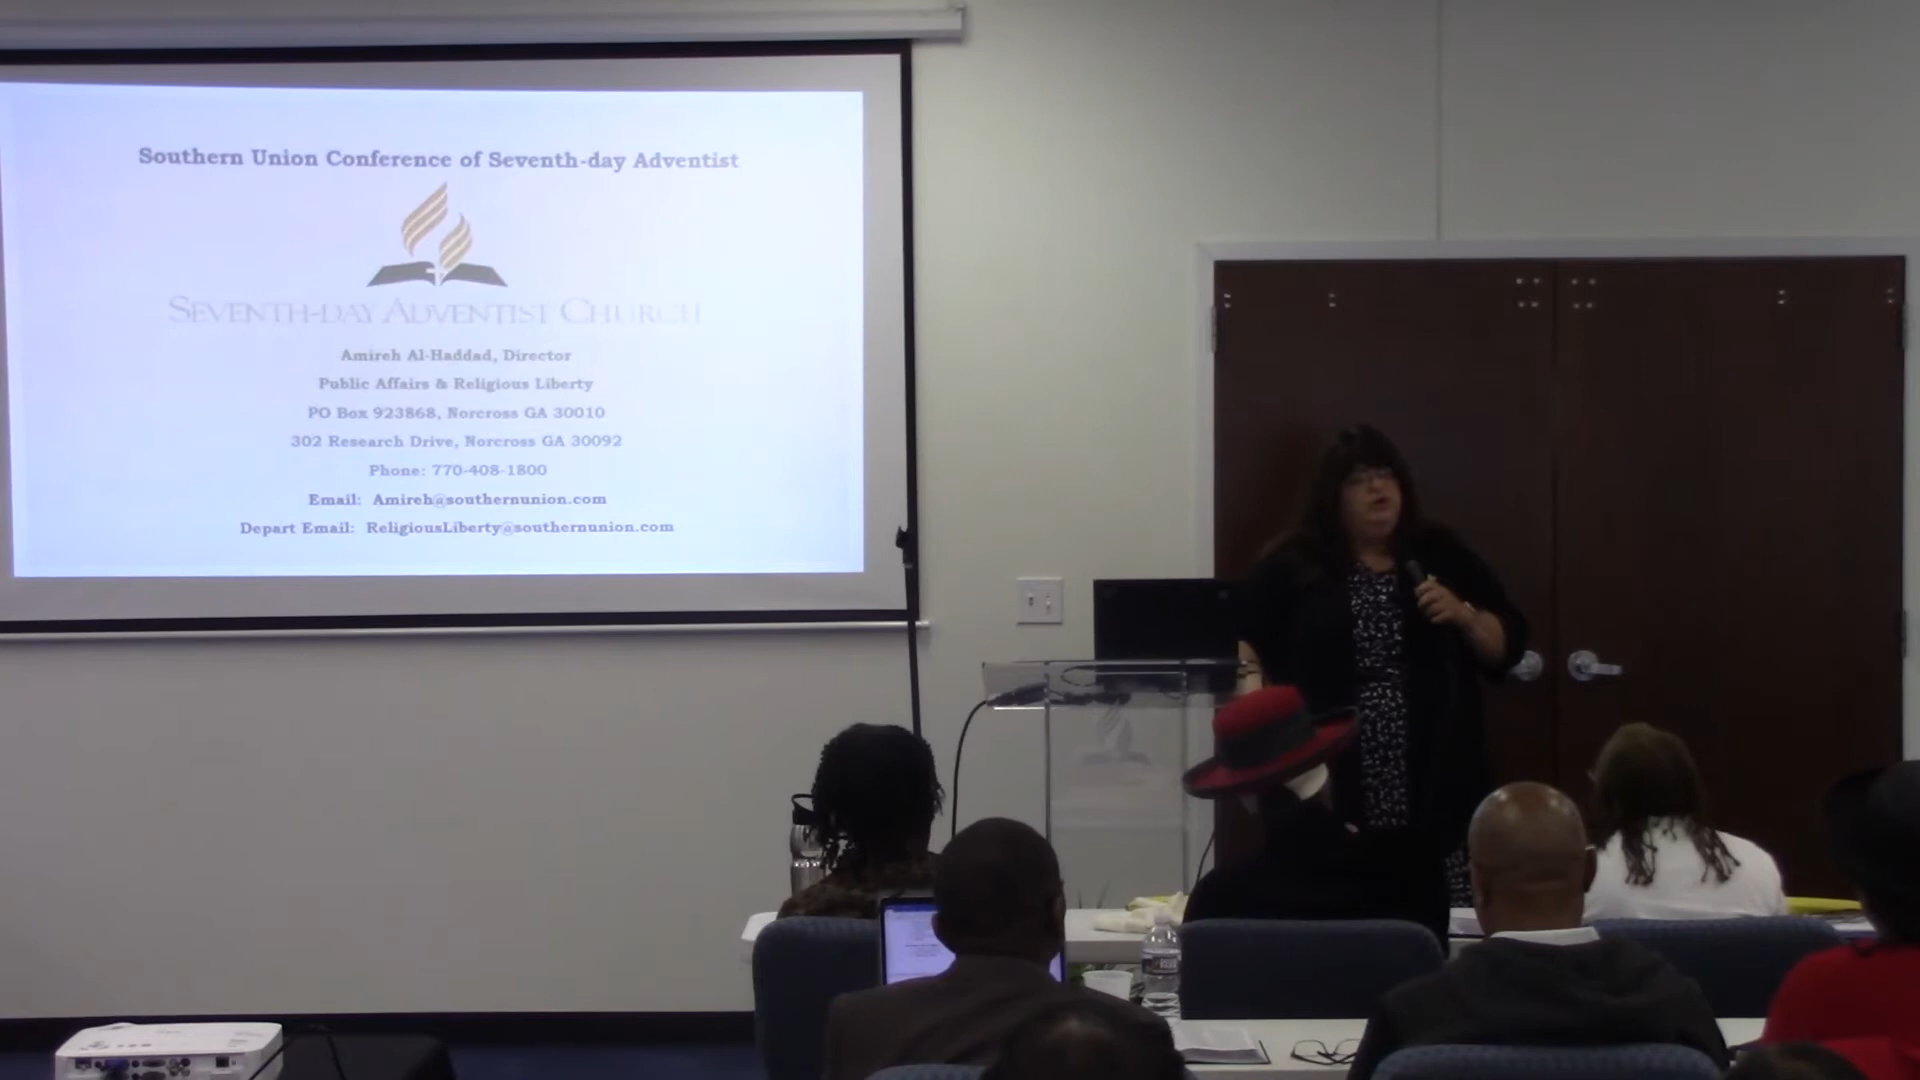 Southern Union Conference of Seventh-day Adventist
SEVENTH-DAY ADVENTIST CHURCH
Amireh Al-Haddad, Director
Public Affairs & Religious Liberty
PO Box 923868, Norcross GA 30010
302 Research Drive, Norcross GA 30092
Phone: 770-408-1800
Email: Amireh@southernunion.com
Depart Email: ReligiousLiberty@southernunion.com